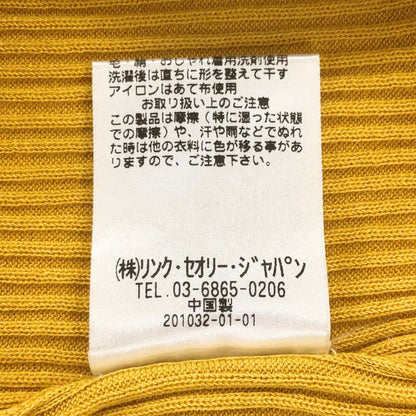 毛・絹 おしゃれ着用洗剤使用
洗濯後は直ちに形を整えて干す
アイロンはあて布使用
お取り扱い上のご注意
この製品は摩擦(特に湿った状態
での摩擦)や、汗や雨などでぬれ
た時は他の衣料に色が移る事があ
りますので、ご注意下さい。
(株)リンク・セオリー・ジャパン
TEL.03-6865-0206
中国製
201032-01-01